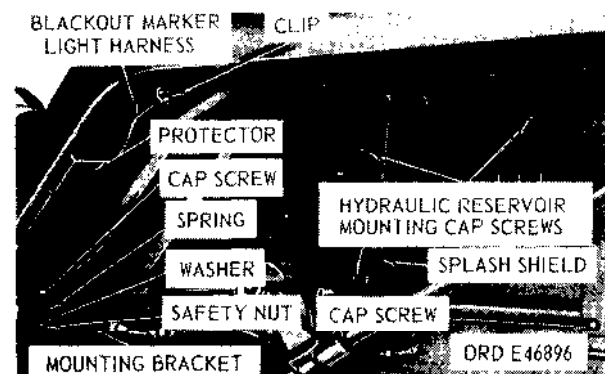 BLACKOUT MARKER
LIGHT HARNESS
CLIP
PROTECTOR
CAP SCREW
SPRING
WASHER
SAFETY NUT
MOUNTING BRACKET
HYDRAULIC RESERVOIR
MOUNTING CAP SCREWS
SPLASH SHIELD
CAP SCREW
ORD E46896